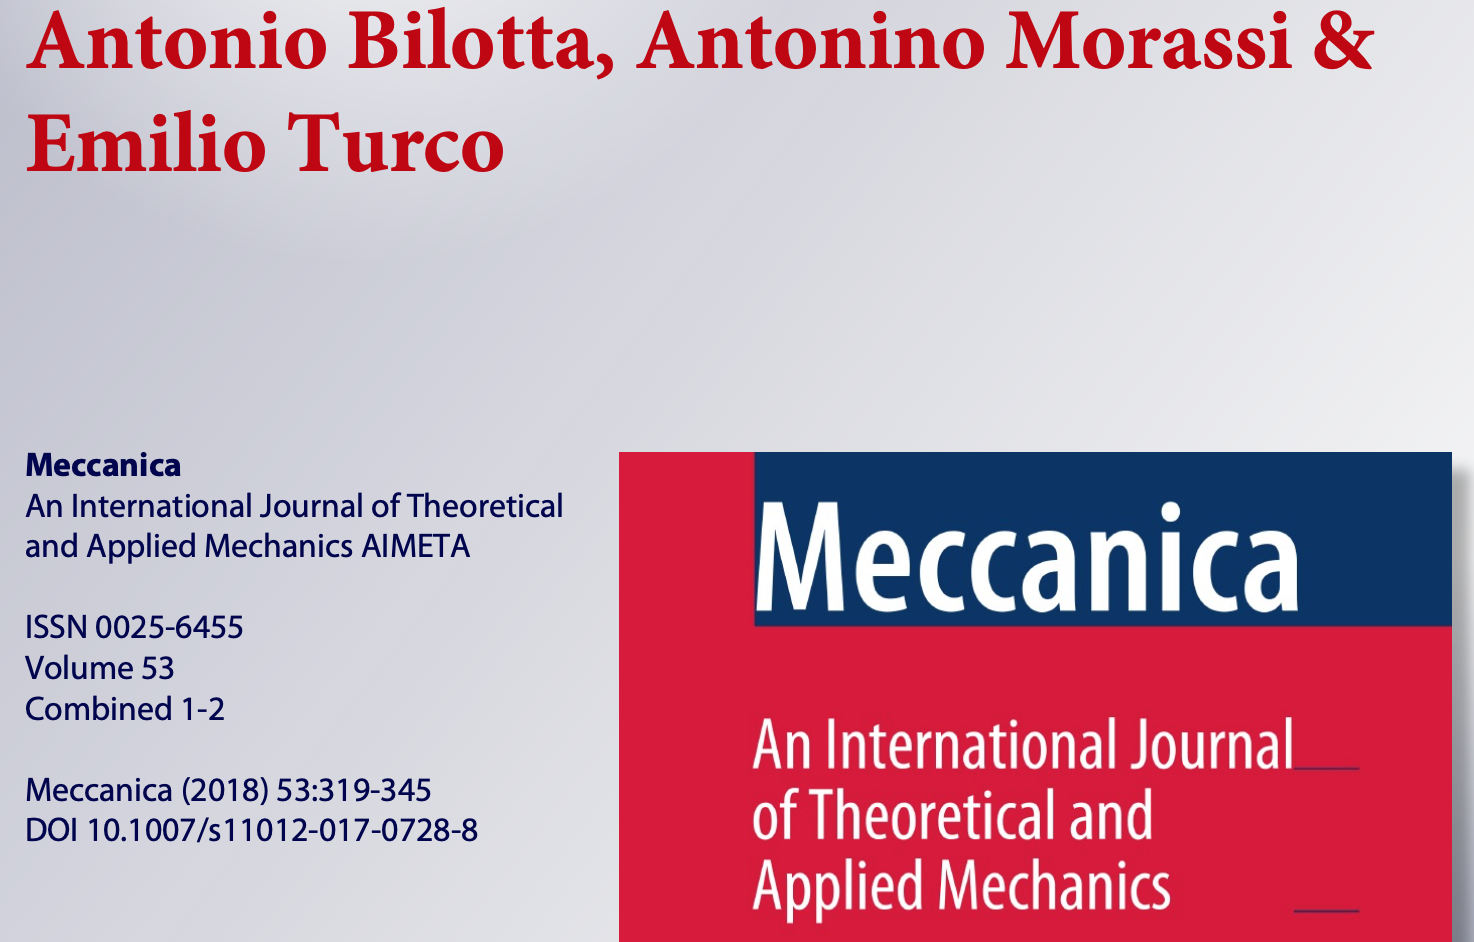 Antonio Bilotta, Antonino Morassi &
Emilio Turco
Meccanica
An International Journal of Theoretical
and Applied Mechanics AIMETA
ISSN 0025-6455
Volume 53
Combined 1-2
Meccanica (2018) 53:319-345
DOI 10.1007/s11012-017-0728-8
Meccanica
An International Journal
of Theoretical and
Applied Mechanics